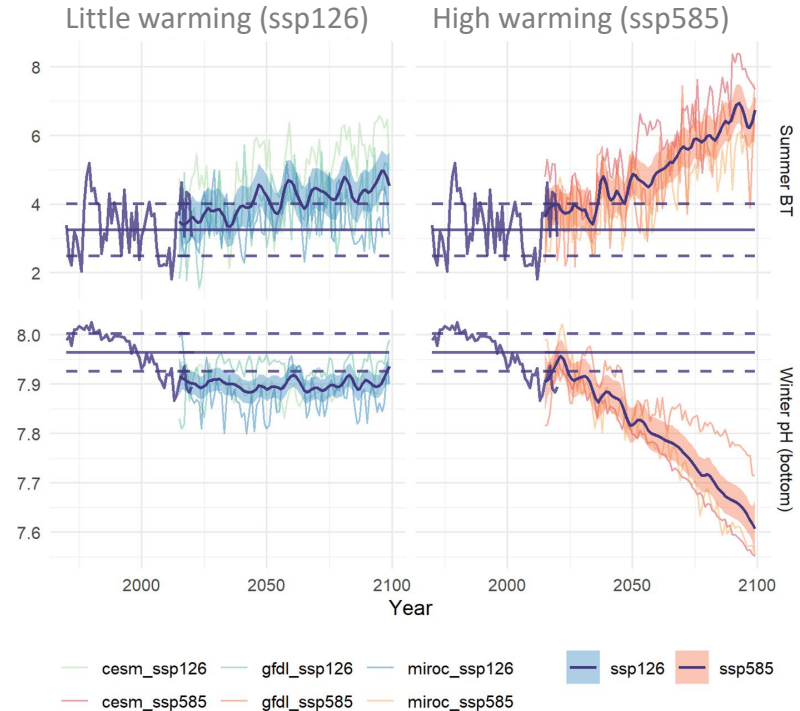 Little warming (ssp126) High warming (ssp585)
8
6
4
2
Summer BT
8.0
7.9
7.8
7.7
7.6
Winter pH (bottom)
2000 2050 2100 2000 2050 2100
Year
cesm_ssp126 gfdl_ssp126 miroc_ssp126 ssp126 ssp585
cesm_ssp585 gfdl_ssp585 miroc_ssp585